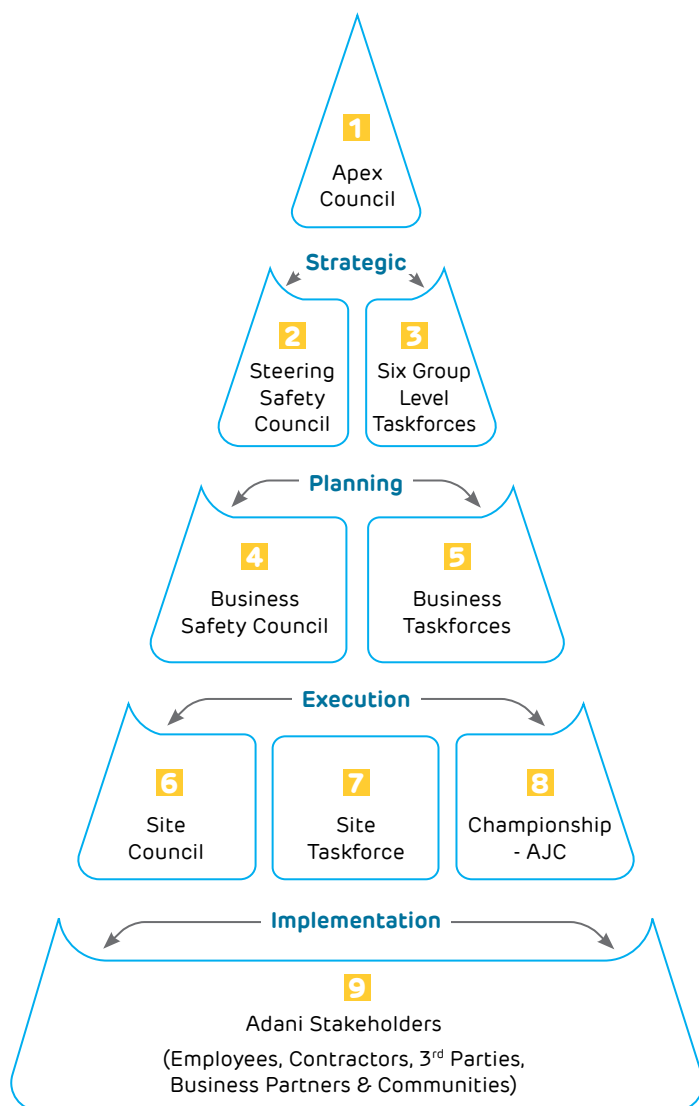 1
Apex
Council
Strategic
2
Steering
Safety
Council
3
Six Group
Level
Taskforces
Planning
4
Business
Safety Council
5
Business
Taskforces
Execution
6
Site
Council
7
Site
Taskforce
8
Championship
- AJC
Implementation
9
Adani Stakeholders
(Employees, Contractors, 3rd Parties,
Business Partners & Communities)